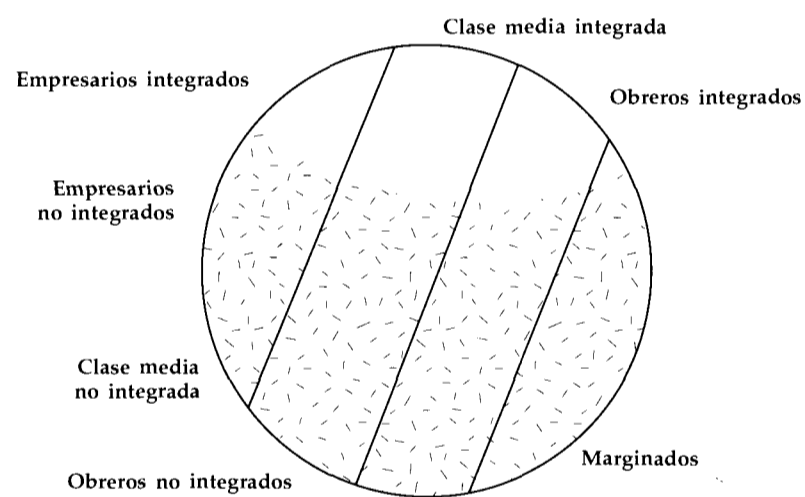 Clase media integrada
Empresarios integrados
Obreros integrados
Empresarios
no integrados
Clase media
no integrada
Marginados
Obreros no integrados